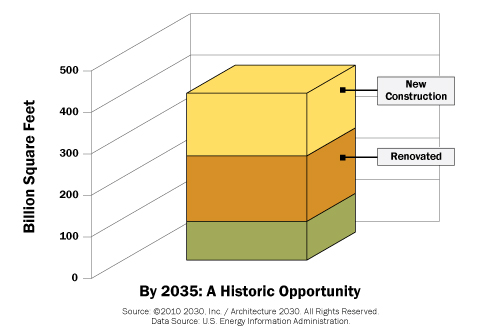 500
400
300
200
100
0
Billion Square Feet
New
Construction
Renovated
By 2035: A Historic Opportunity
Source: ©2010 2030, Inc. / Architecture 2030. All Rights Reserved.
Data Source: U.S. Energy Information Administration.